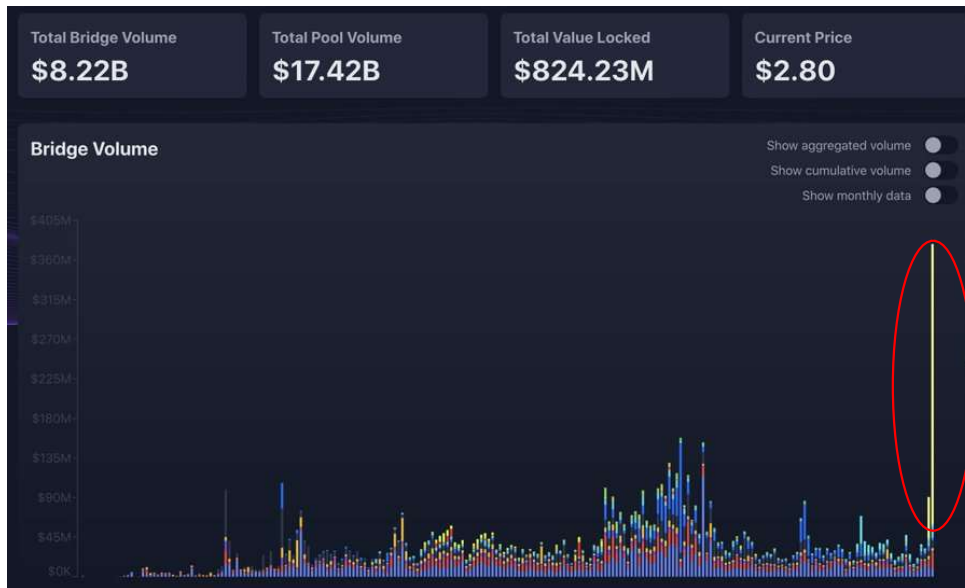 Total Bridge Volume
$8.22B
Total Pool Volume
$17.42B
Total Value Locked
$824.23M
Current Price
$2.80
Bridge Volume
Show aggregated volume
Show cumulative volume
Show monthly data
$405M
$360M
$315M
$270M
$225M
$180M
$135M
$90M
$45M
$0K